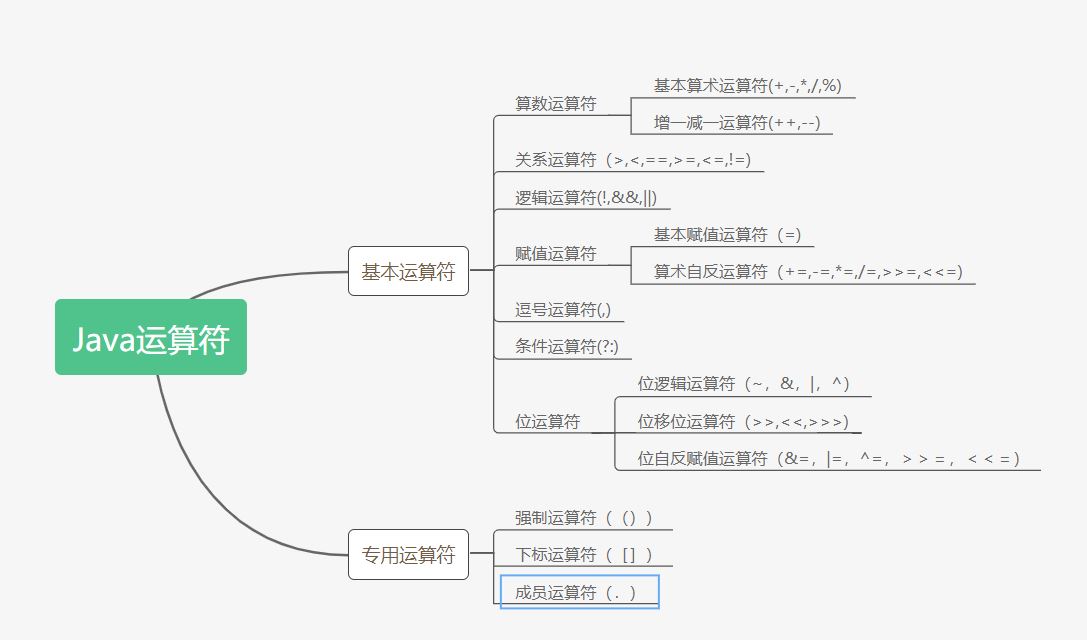 Java运算符
基本运算符
算数运算符
基本算术运算符(+,-,*,/,%)
增一减一运算符(++,--)
关系运算符（>,<,==,>=,<=,!=)
逻辑运算符(!,&&,||)
赋值运算符
基本赋值运算符（=)
算术自反运算符（+=,-=,*=,/=,>>=,<<=)
逗号运算符(,)
条件运算符(?:)
位运算符
位逻辑运算符（~，&，|，^）
位移位运算符（>>,<<,>>>)
位自反赋值运算符（&=，|=，^=，＞＞=，＜＜=）
专用运算符
强制运算符（（））
下标运算符（［］）
成员运算符（．）